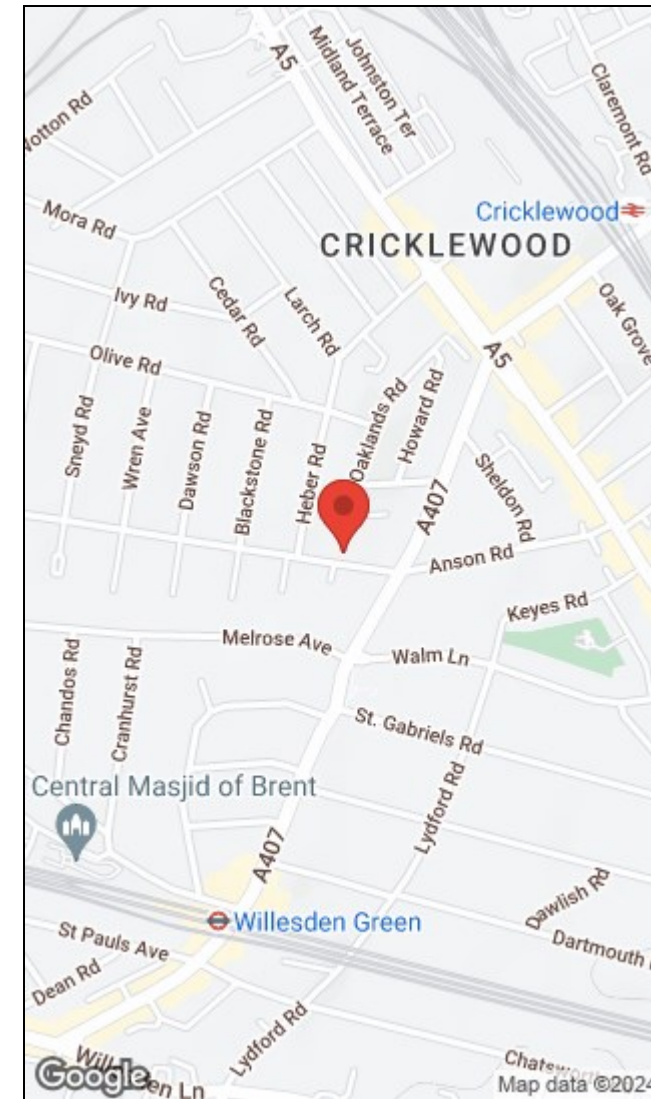 A5
Johnston Ter
Midland Terrace
Claremont Rd
Mora Rd
Cricklewood
CRICKLEWOOD
Ivy Rd
Cedar Rd
Larch Rd
Oak Grove
A5
Olive Rd
Sneyd Rd
Wren Ave
Dawson Rd
Blackstone Rd
Heber Rd
Oaklands Rd
Howard Rd
Sheldon Rd
A407
Anson Rd
Keyes Rd
Melrose Ave
Walm Ln
Chandos Rd
Cranhurst Rd
St. Gabriels Rd
Central Masjid of Brent
Lydford Rd
A407
Dawlish Rd
Willesden Green
Dartmouth
St Pauls Ave
Dean Rd
Lydford Rd
Google
Ln
Map data ©2024